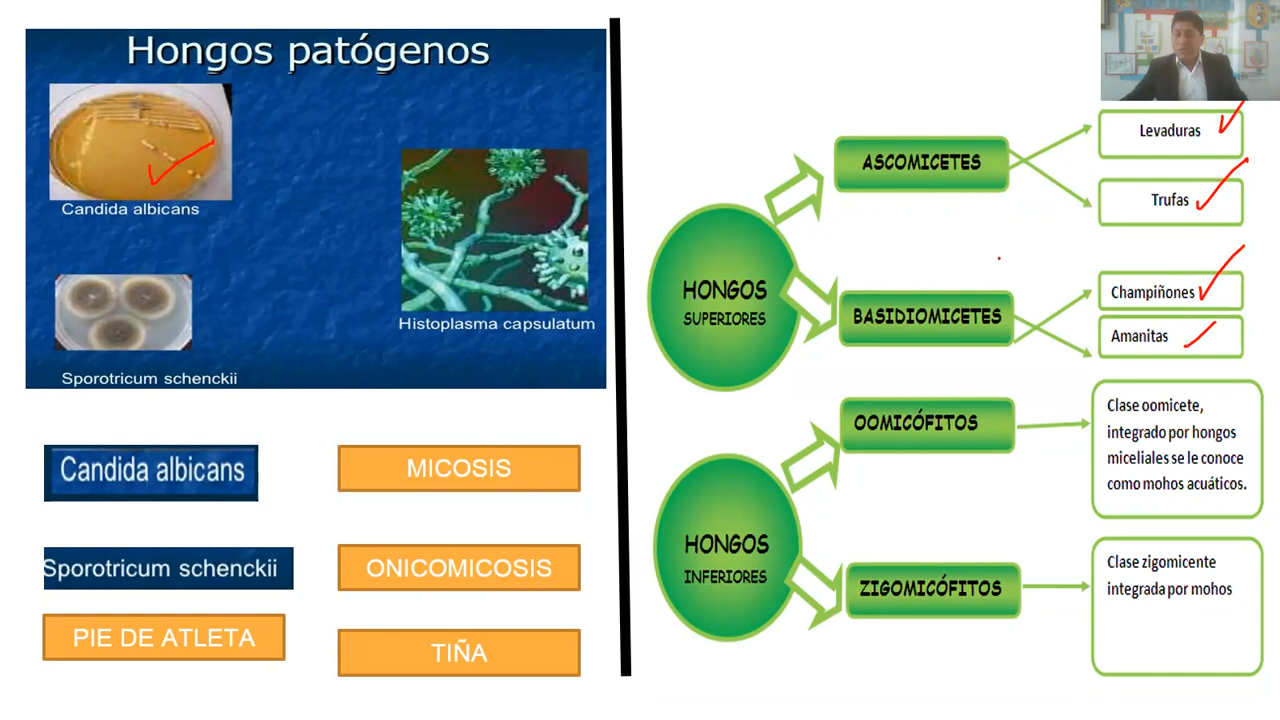 Hongos patógenos
Candida albicans
Histoplasma capsulatum
Sporotricum schenckii
Candida albicans
MICOSIS
Sporotricum schenckii
ONICOMICOSIS
PIE DE ATLETA
TIÑA
HONGOS
SUPERIORES
ASCOMICETES
Levaduras
Trufas
BASIDIOMICETES
Champiñones
Amanitas
HONGOS
INFERIORES
OOMICÓFITOS
Clase oomicete,
integrado por hongos
miceliales se le conoce
como mohos acuáticos.
ZIGOMICÓFITOS
Clase zigomicente
integrada por mohos